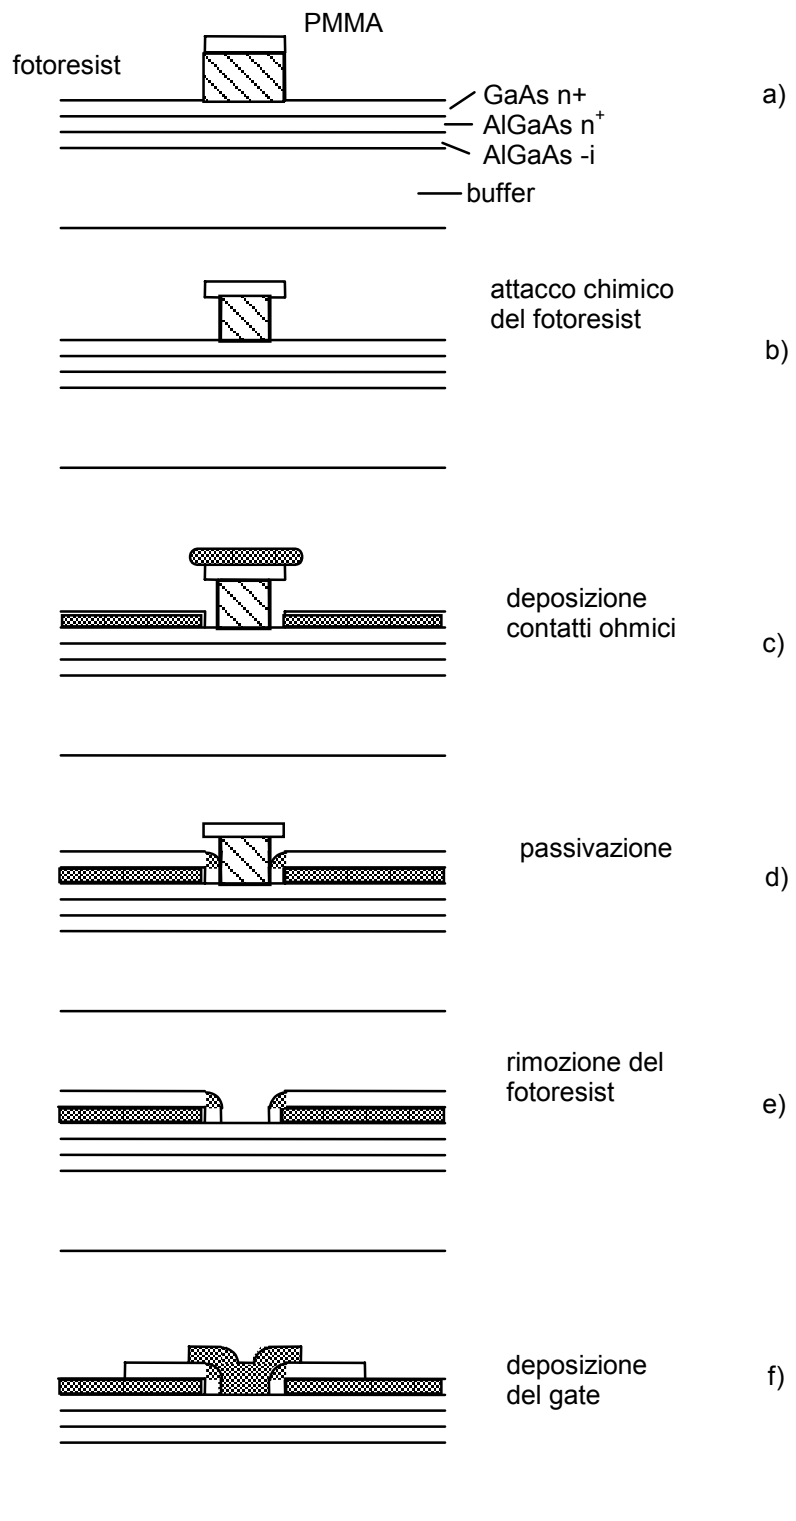 PMMA
fotoresist
GaAs n+
a)
AlGaAs n⁺
AlGaAs -i
buffer
attacco chimico
del fotoresist
b)
deposizione
contatti ohmici
c)
passivazione
d)
rimozione del
fotoresist
e)
deposizione
del gate
f)